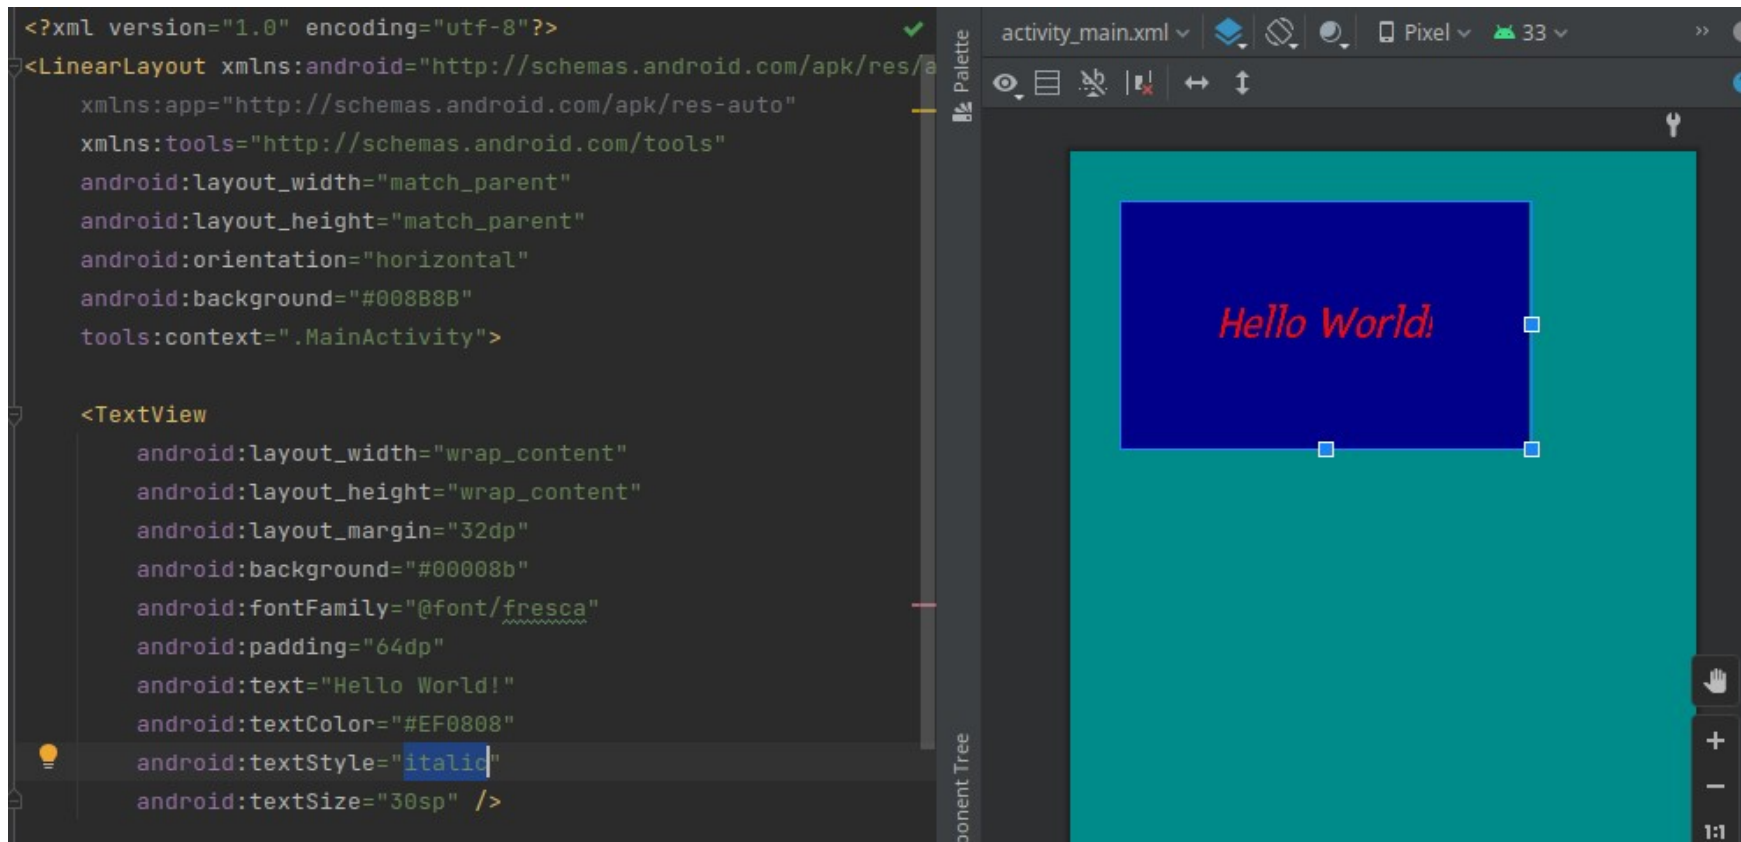 <?xml version="1.0" encoding="utf-8"?>
<LinearLayout xmlns:android="http://schemas.android.com/apk/res/a
xmlns:app="http://schemas.android.com/apk/res-auto"
xmlns:tools="http://schemas.android.com/tools"
android:layout_width="match_parent"
android:layout_height="match_parent"
android:orientation="horizontal"
android:background="#008B8B"
tools:context=".MainActivity">
<TextView
android:layout_width="wrap_content"
android:layout_height="wrap_content"
android:layout_margin="32dp"
android:background="#00008b"
android:fontFamily="@font/fresca"
android:padding="64dp"
android:text="Hello World!"
android:textColor="#EF0808"
android:textStyle="italic"
android:textSize="30sp" />
Palette
ponent Tree
activity_main.xml
Pixel
33
Hello World!
1:1